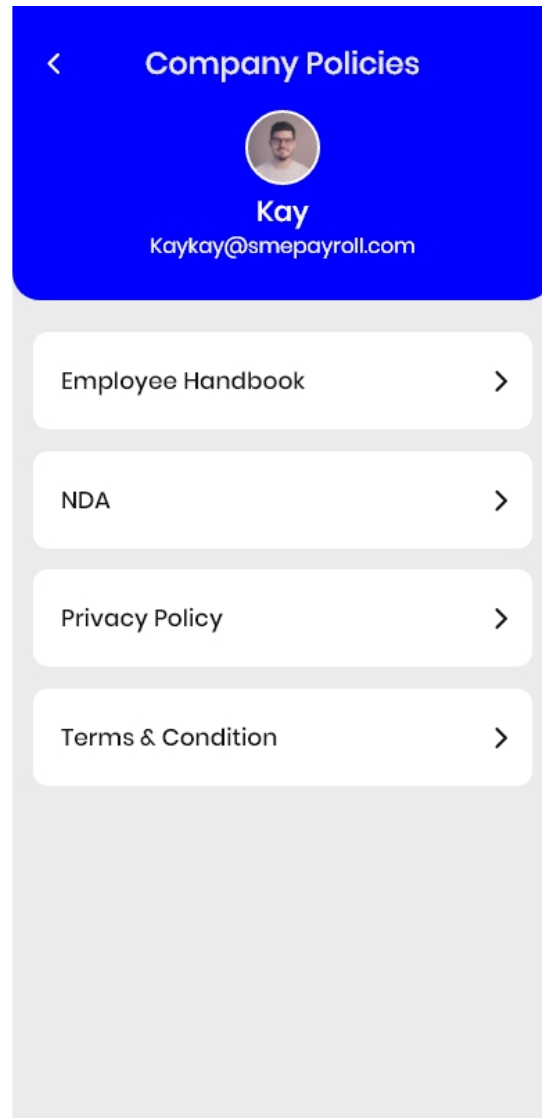 Company Policies
Kay
Kaykay@smepayroll.com
Employee Handbook
NDA
Privacy Policy
Terms & Condition